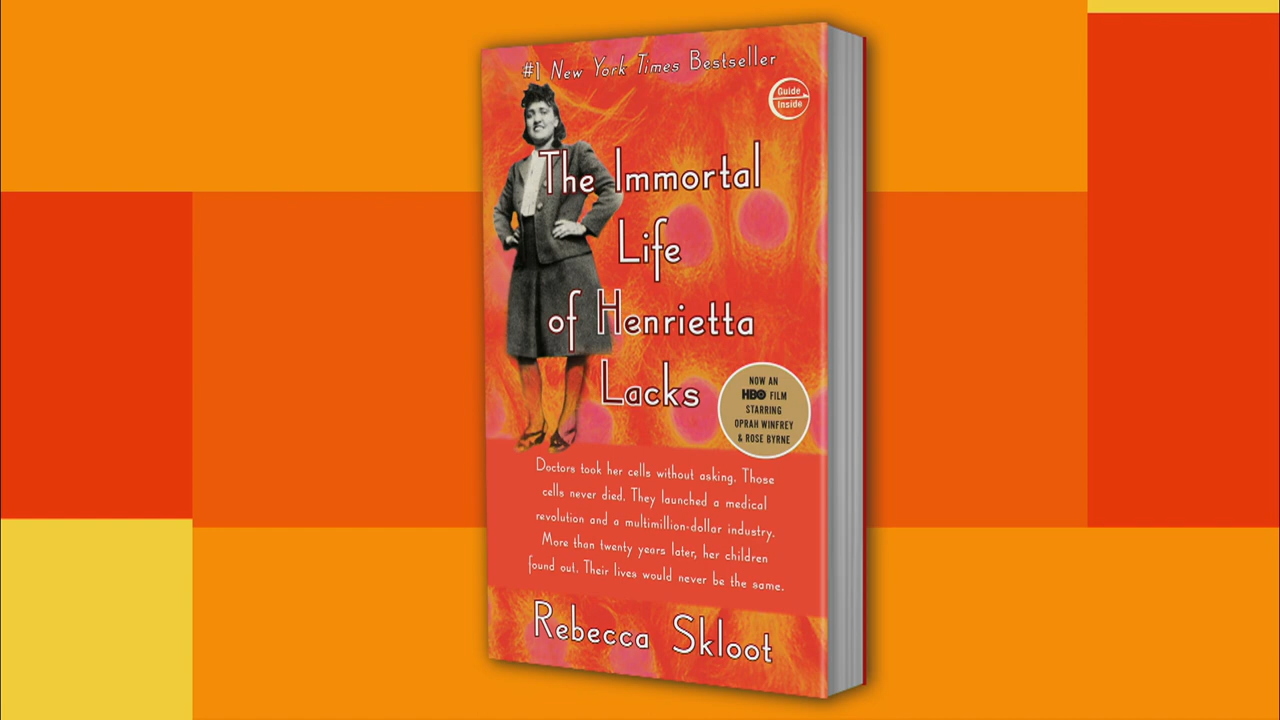 #1 New York Times Bestseller
Guide
Inside
The Immortal
Life
of Henrietta
Lacks
NOW AN
HBO FILM
STARRING
OPRAH WINFREY
& ROSE BYRNE
Doctors took her cells without asking. Those
cells never died. They launched a medical
revolution and a multimillion-dollar industry.
More than twenty years later, her children
found out. Their lives would never be the same.
Rebecca Skloot